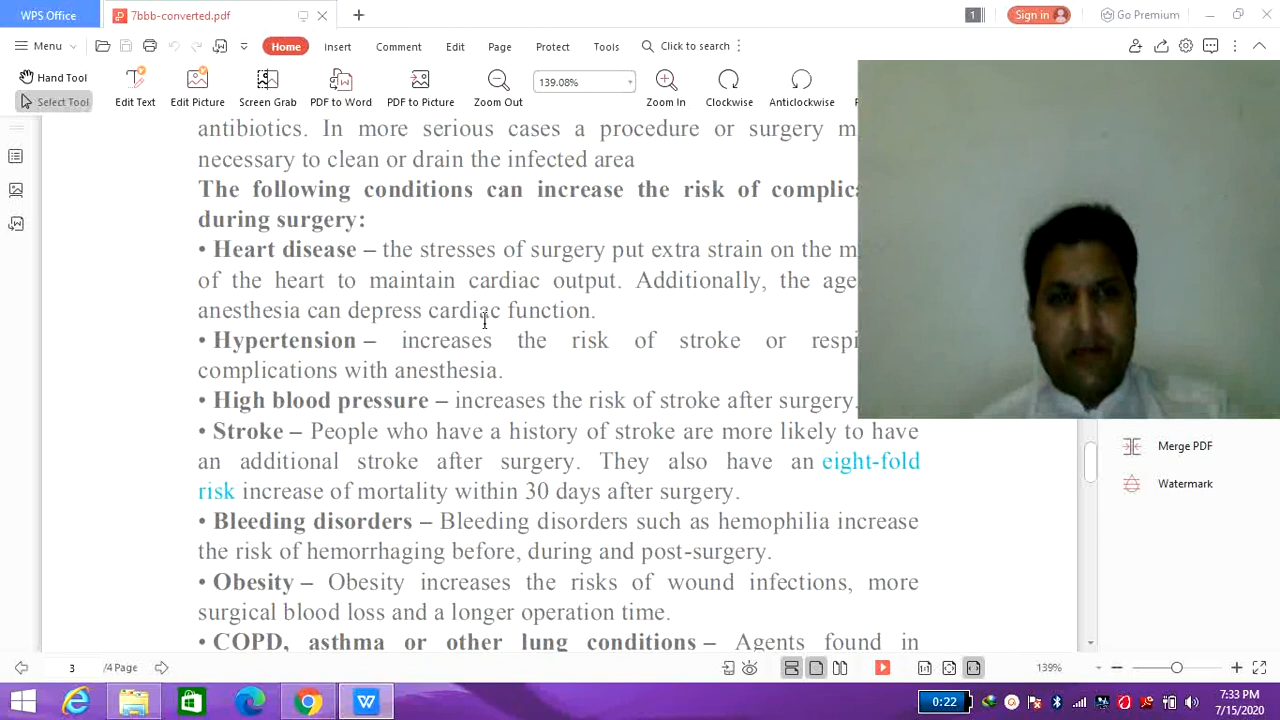 WPS Office
7bbb-converted.pdf
1
Sign in
Go Premium
Menu
Home
Insert
Comment
Edit
Page
Protect
Tools
Click to search
Hand Tool
Select Tool
Edit Text
Edit Picture
Screen Grab
PDF to Word
PDF to Picture
Zoom Out
139.08%
Zoom In
Clockwise
Anticlockwise
antibiotics. In more serious cases a procedure or surgery
necessary to clean or drain the infected area
The following conditions can increase the risk of
during surgery:
• Heart disease – the stresses of surgery put extra strain on the
of the heart to maintain cardiac output. Additionally, the
anesthesia can depress cardiac function.
• Hypertension – increases the risk of stroke or
complications with anesthesia.
• High blood pressure – increases the risk of stroke after surgery.
• Stroke – People who have a history of stroke are more likely to have
an additional stroke after surgery. They also have an eight-fold
risk increase of mortality within 30 days after surgery.
• Bleeding disorders – Bleeding disorders such as hemophilia increase
the risk of hemorrhaging before, during and post-surgery.
• Obesity – Obesity increases the risks of wound infections, more
surgical blood loss and a longer operation time.
• COPD, asthma or other lung conditions – Agents found in
Merge PDF
Watermark
3 /4 Page
139%
0:22
7:33 PM
7/15/2020